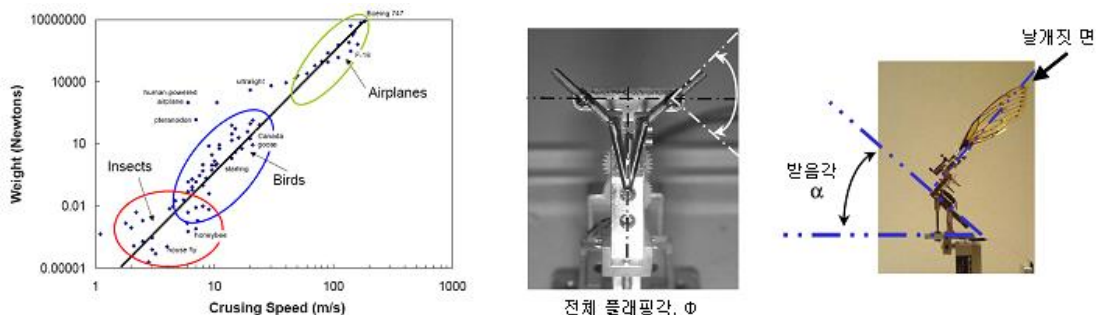 Boeing 747
10000000
F-16
10000
ultralight
Airplanes
human-powered
airplane
pteranodon
Weight (Newtons)
10
Canada
goose
starling
Insects
Birds
0.01
honeybee
house fly
0.00001
1
10
100
1000
Crusing Speed (m/s)
전체 플래핑각, Φ
날개짓 면
받음각
α